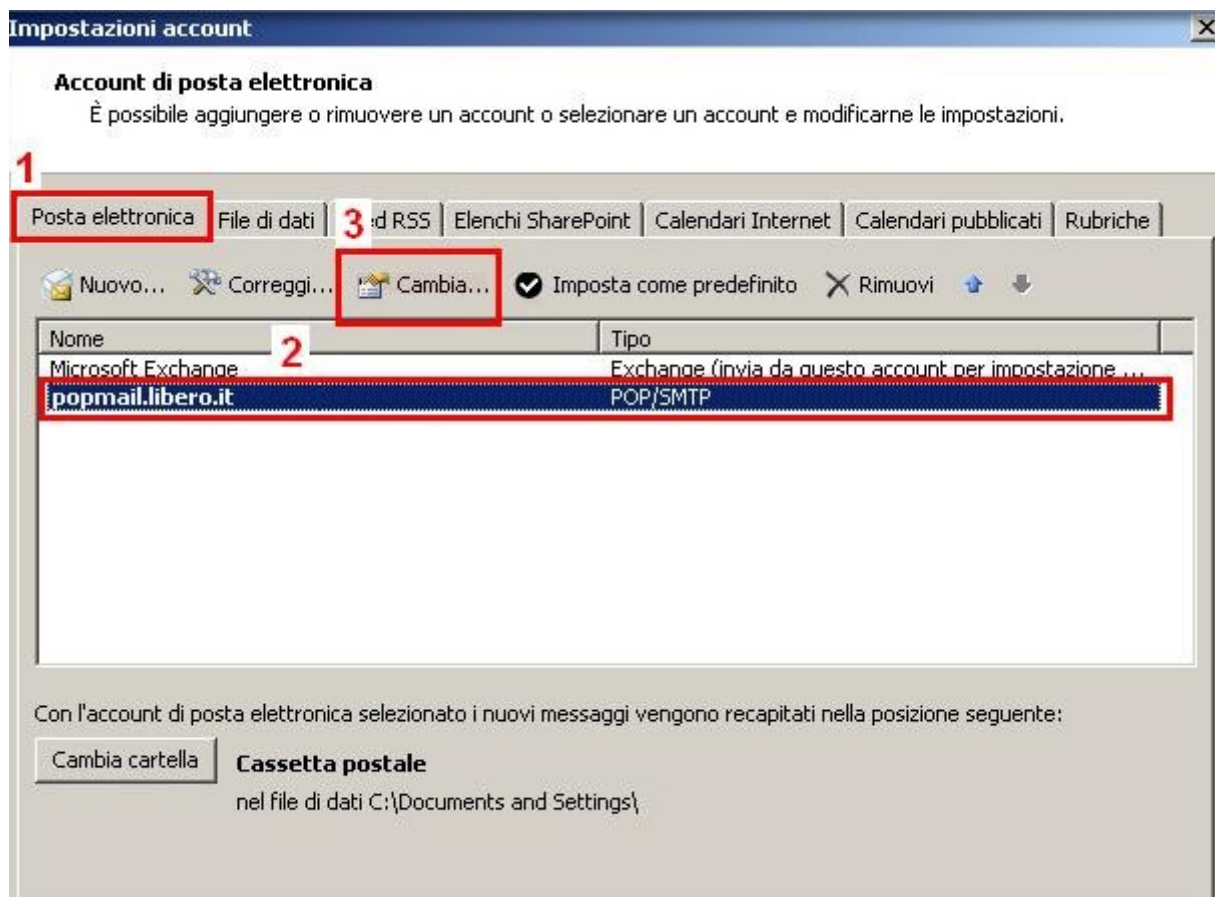 Impostazioni account
Account di posta elettronica
È possibile aggiungere o rimuovere un account o selezionare un account e modificarne le impostazioni.
1
Posta elettronica File di dati 3 ed RSS Elenchi SharePoint Calendari Internet Calendari pubblicati Rubriche
Nuovo... Correggi... Cambia... Imposta come predefinito Rimuovi
Nome 2 Tipo
Microsoft Exchange Exchange (invia da questo account per impostazione ...
popmail.libero.it POP/SMTP
Con l'account di posta elettronica selezionato i nuovi messaggi vengono recapitati nella posizione seguente:
Cambia cartella Cassetta postale
nel file di dati C:\Documents and Settings\